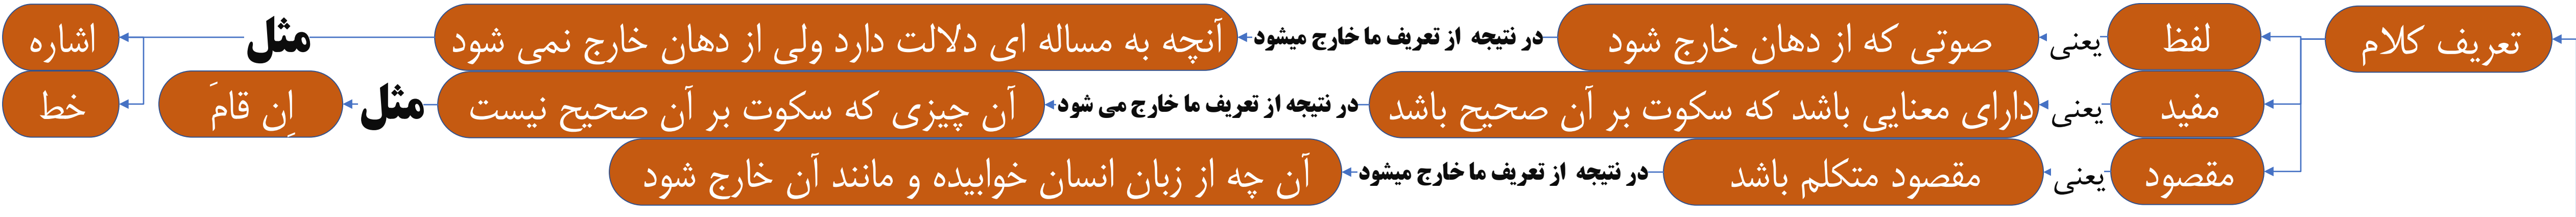 تعریف کلام
لفظ یعنی صوتی که از دهان خارج شود در نتیجه از تعریف ما خارج میشود آنچه به مساله ای دلالت دارد ولی از دهان خارج نمی شود مثل اشاره
خط
مفید یعنی دارای معنایی باشد که سکوت بر آن صحیح باشد در نتیجه از تعریف ما خارج می شود آن چیزی که سکوت بر آن صحیح نیست مثل اِن قامَ
مقصود یعنی مقصود متکلم باشد در نتیجه از تعریف ما خارج میشود آن چه از زبان انسان خوابیده و مانند آن خارج شود